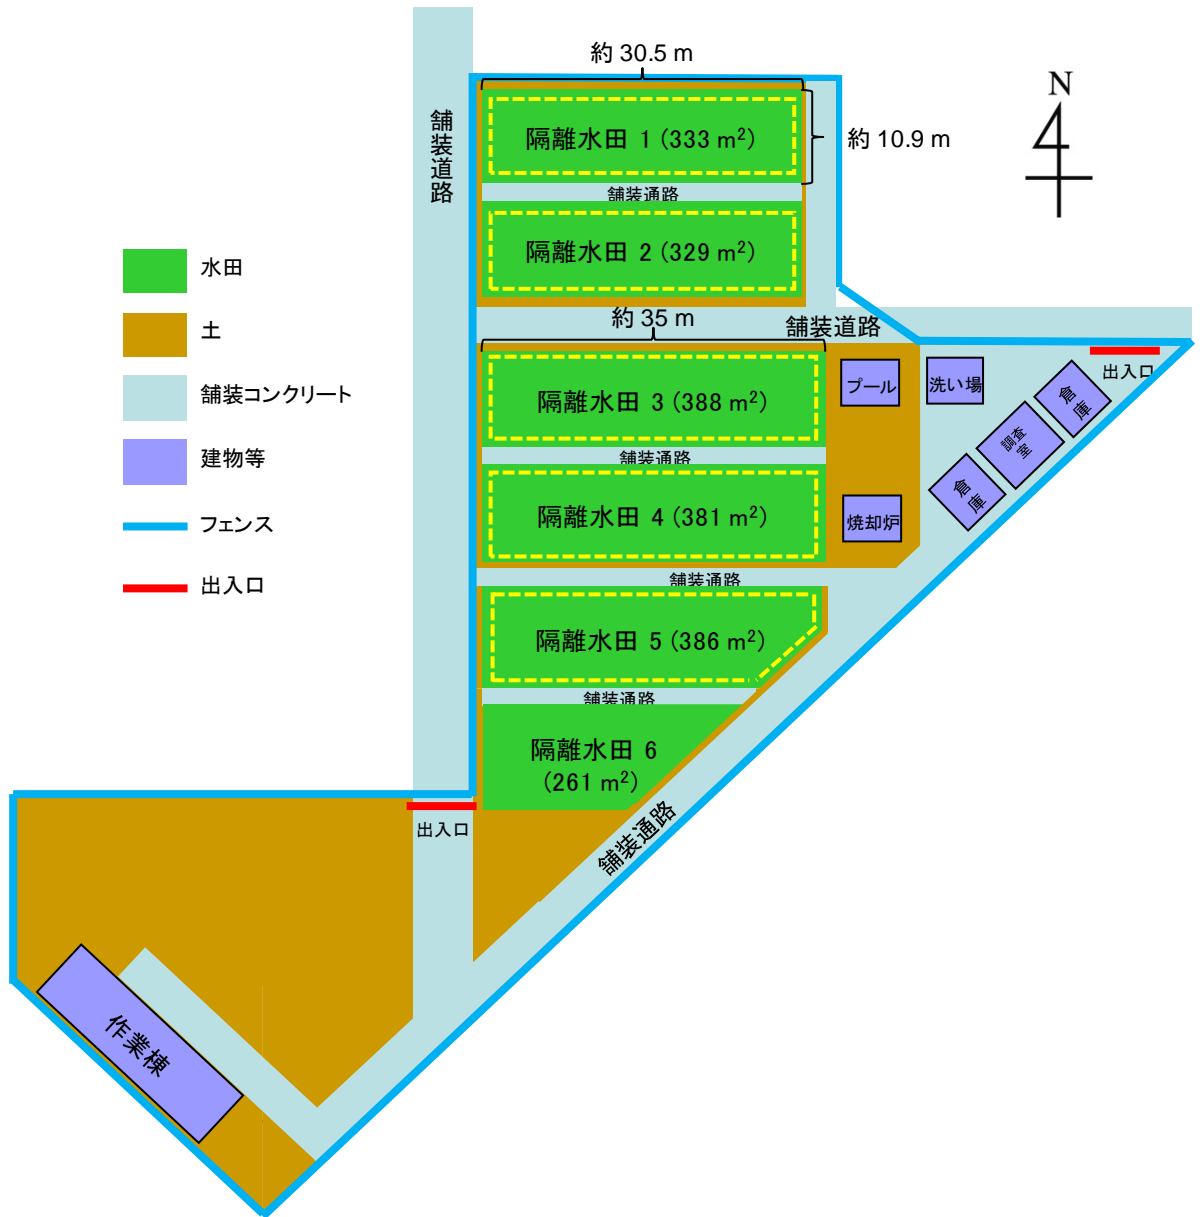 約 30.5 m
N
舗装道路
隔離水田 1 (333 m²)
約 10.9 m
舗装通路
隔離水田 2 (329 m²)
水田
土
舗装コンクリート
建物等
フェンス
出入口
約 35 m
舗装道路
隔離水田 3 (388 m²)
プール
洗い場
出入口
倉庫
調査室
倉庫
舗装通路
隔離水田 4 (381 m²)
焼却炉
舗装通路
隔離水田 5 (386 m²)
舗装通路
隔離水田 6
(261 m²)
出入口
舗装通路
作業棟